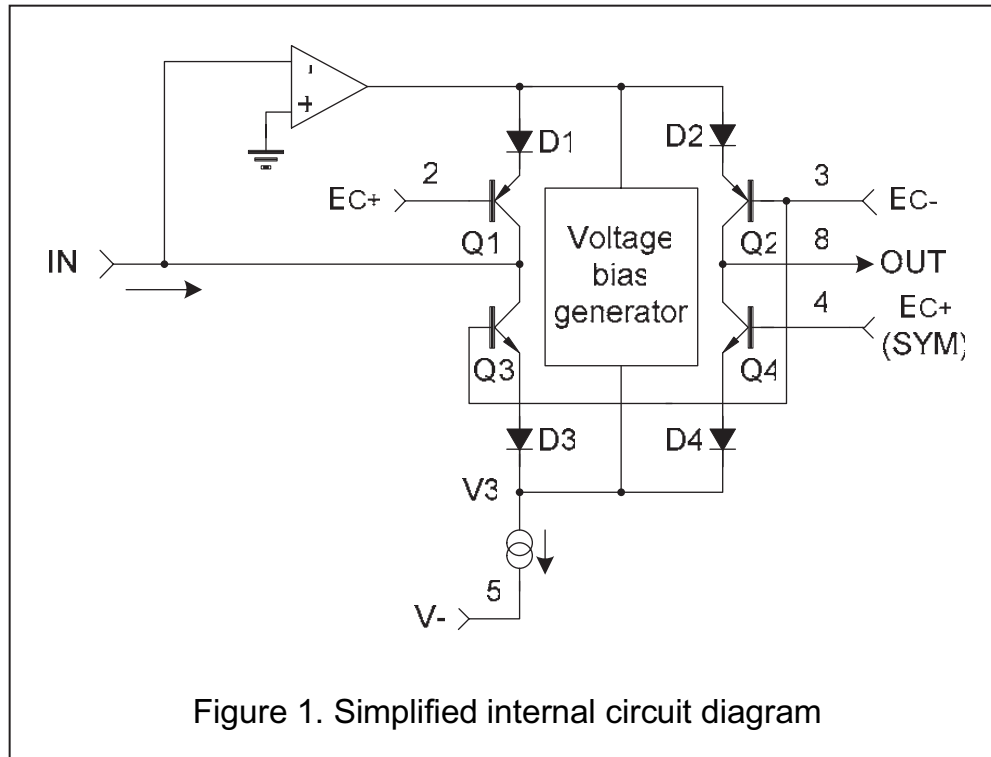 -
+
D1
D2
2
EC+
Q1
3
EC-
Q2
8
OUT
IN
Voltage
bias
generator
4
EC+
(SYM)
Q3
Q4
D3
D4
V3
5
V-
Figure 1. Simplified internal circuit diagram